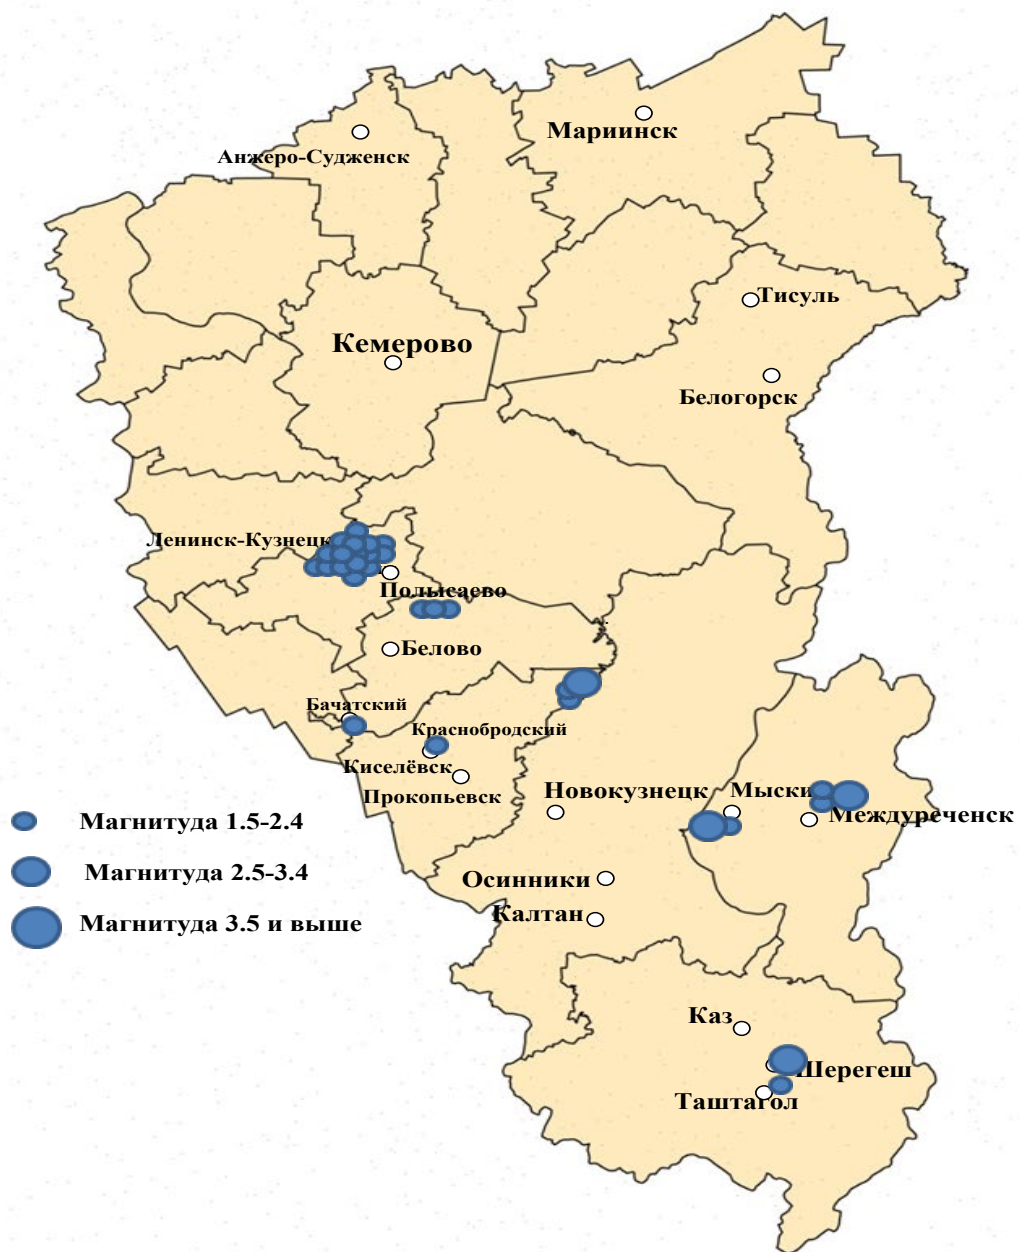 Мариинск
Анжеро-Судженск
Тисуль
Кемерово
Белогорск
Ленинск-Кузнецк
Полысаево
Белово
Бачатский
Краснобродский
Киселёвск
Прокопьевск
Новокузнецк
Мыски
Междуреченск
Магнитуда 1.5-2.4
Магнитуда 2.5-3.4
Магнитуда 3.5 и выше
Осинники
Калтан
Каз
Шерегеш
Таштагол